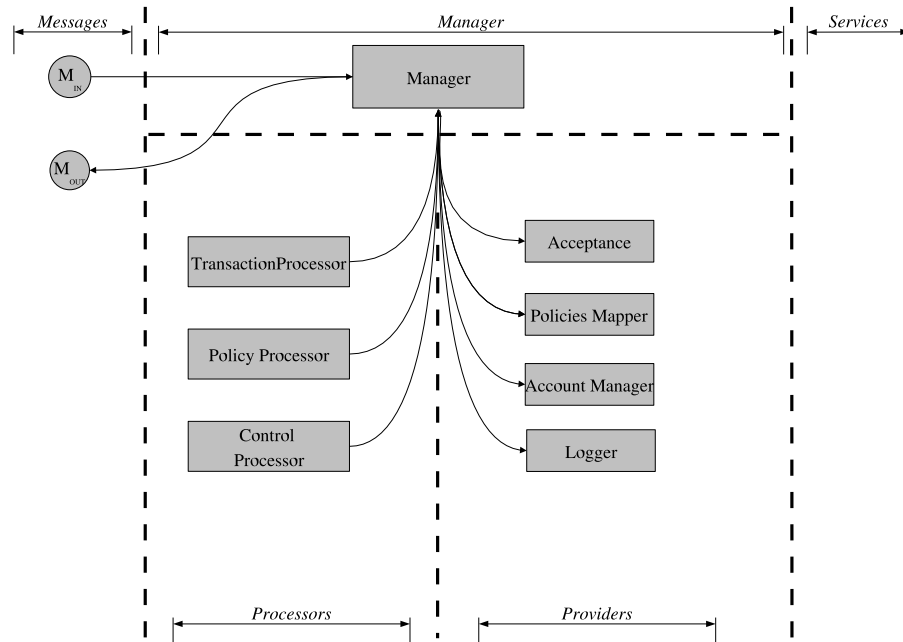 Messages
Manager
Services
M IN
Manager
M OUT
TransactionProcessor
Acceptance
Policies Mapper
Policy Processor
Account Manager
Control
Processor
Logger
Processors
Providers